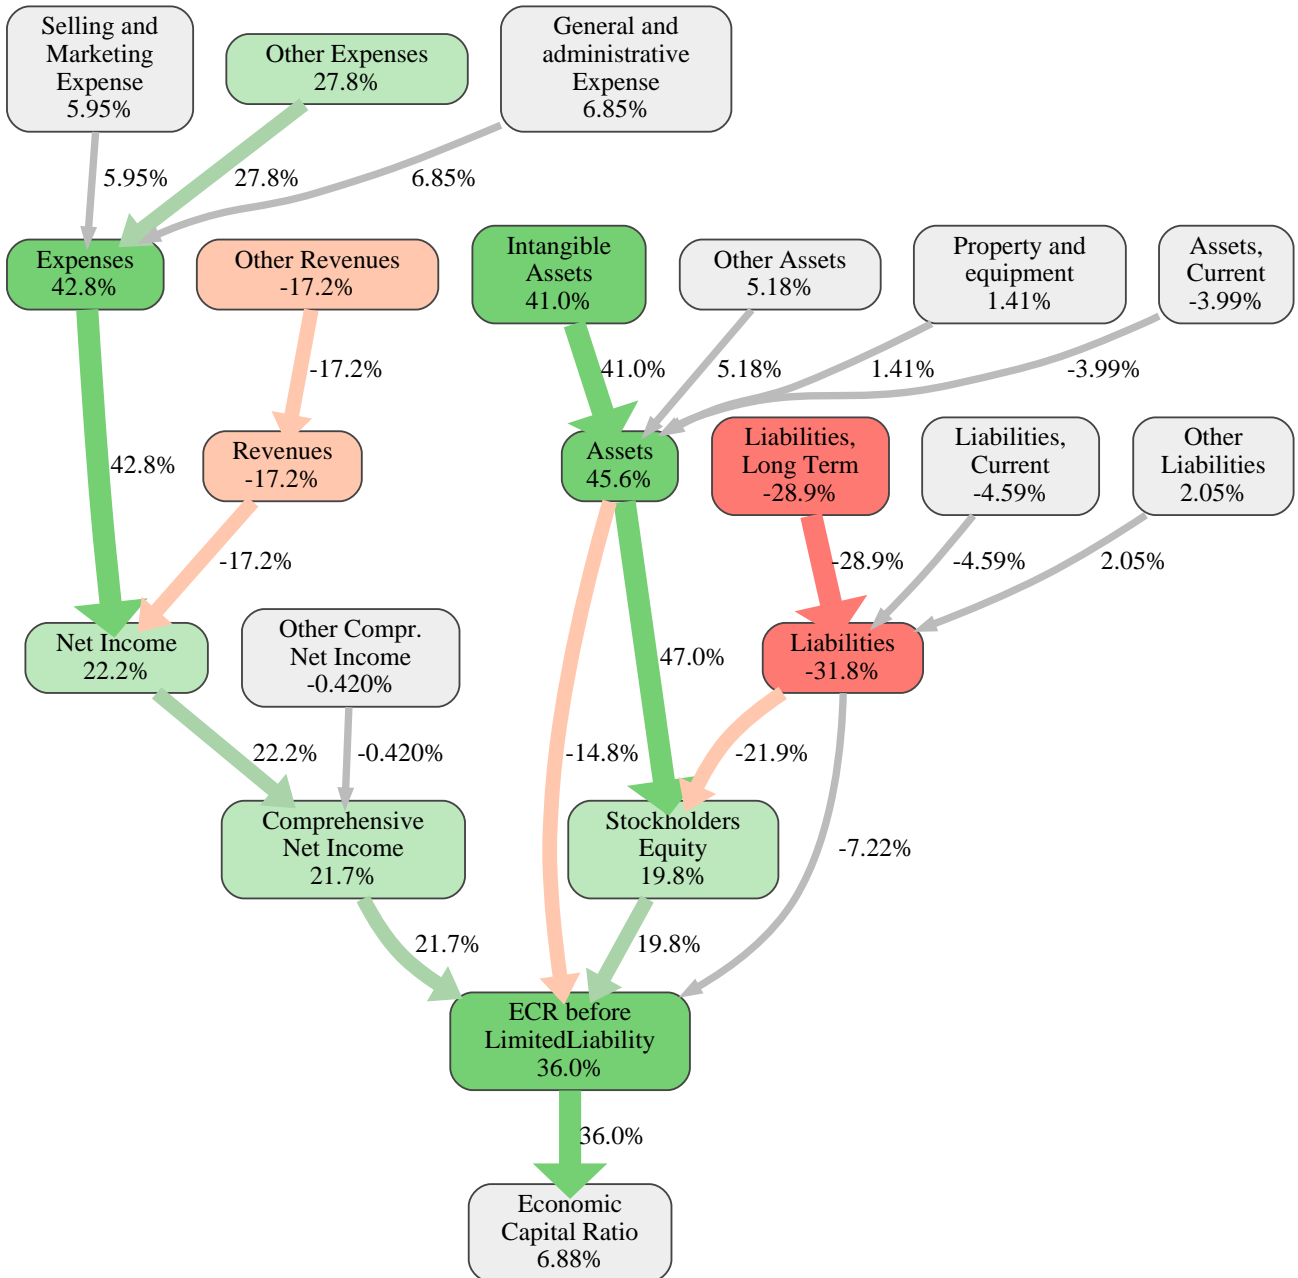 Selling and
Marketing
Expense
5.95%
Other Expenses
27.8%
General and
administrative
Expense
6.85%
5.95%
27.8%
6.85%
Expenses
42.8%
Other Revenues
-17.2%
Intangible
Assets
41.0%
Other Assets
5.18%
Property and
equipment
1.41%
Assets,
Current
-3.99%
-17.2%
41.0%
5.18%
1.41%
-3.99%
42.8%
Revenues
-17.2%
Assets
45.6%
Liabilities,
Long Term
-28.9%
Liabilities,
Current
-4.59%
Other
Liabilities
2.05%
-17.2%
-28.9%
-4.59%
2.05%
Net Income
22.2%
Other Compr.
Net Income
-0.420%
47.0%
Liabilities
-31.8%
22.2%
-0.420%
-14.8%
-21.9%
Comprehensive
Net Income
21.7%
Stockholders
Equity
19.8%
-7.22%
21.7%
19.8%
ECR before
LimitedLiability
36.0%
36.0%
Economic
Capital Ratio
6.88%